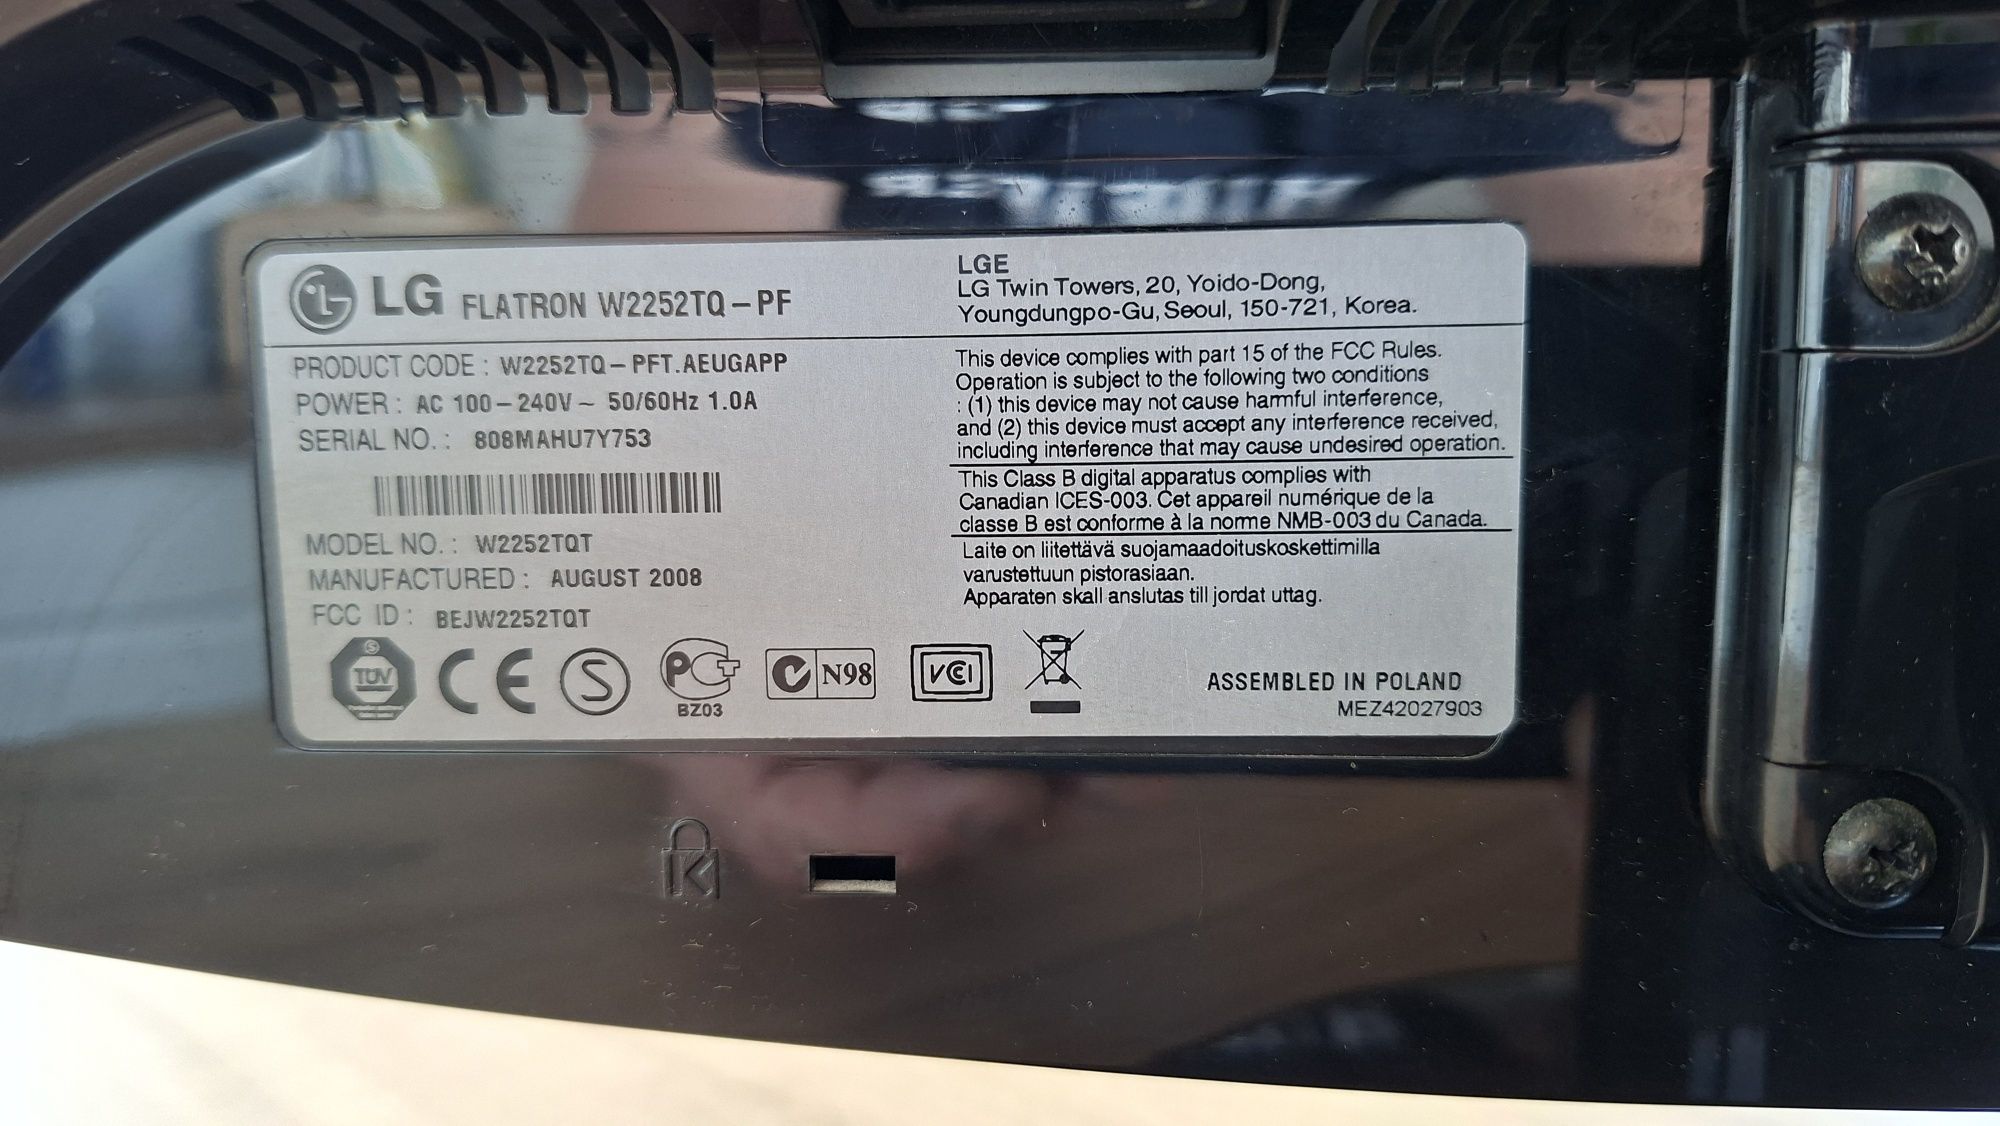 LG FLATRON W2252TQ-PF
LGE
LG Twin Towers, 20, Yoido-Dong,
Youngdungpo-Gu, Seoul, 150-721, Korea.
PRODUCT CODE : W2252TQ-PFT.AEUGAPP
POWER : AC 100-240V~ 50/60Hz 1.0A
SERIAL NO. : 808MAHU7Y753
MODEL NO. : W2252TQT
MANUFACTURED : AUGUST 2008
FCC ID : BEJW2252TQT
This device complies with part 15 of the FCC Rules.
Operation is subject to the following two conditions
: (1) this device may not cause harmful interference,
and (2) this device must accept any interference received,
including interference that may cause undesired operation.
This Class B digital apparatus complies with
Canadian ICES-003. Cet appareil numérique de la
classe B est conforme à la norme NMB-003 du Canada.
Laite on liitettävä suojamaadoituskoskettimilla
varustettuun pistorasiaan.
Apparaten skall anslutas till jordat uttag.
TÜV
CE
S
PCT
BZ03
N98
VCI
ASSEMBLED IN POLAND
MEZ42027903
K